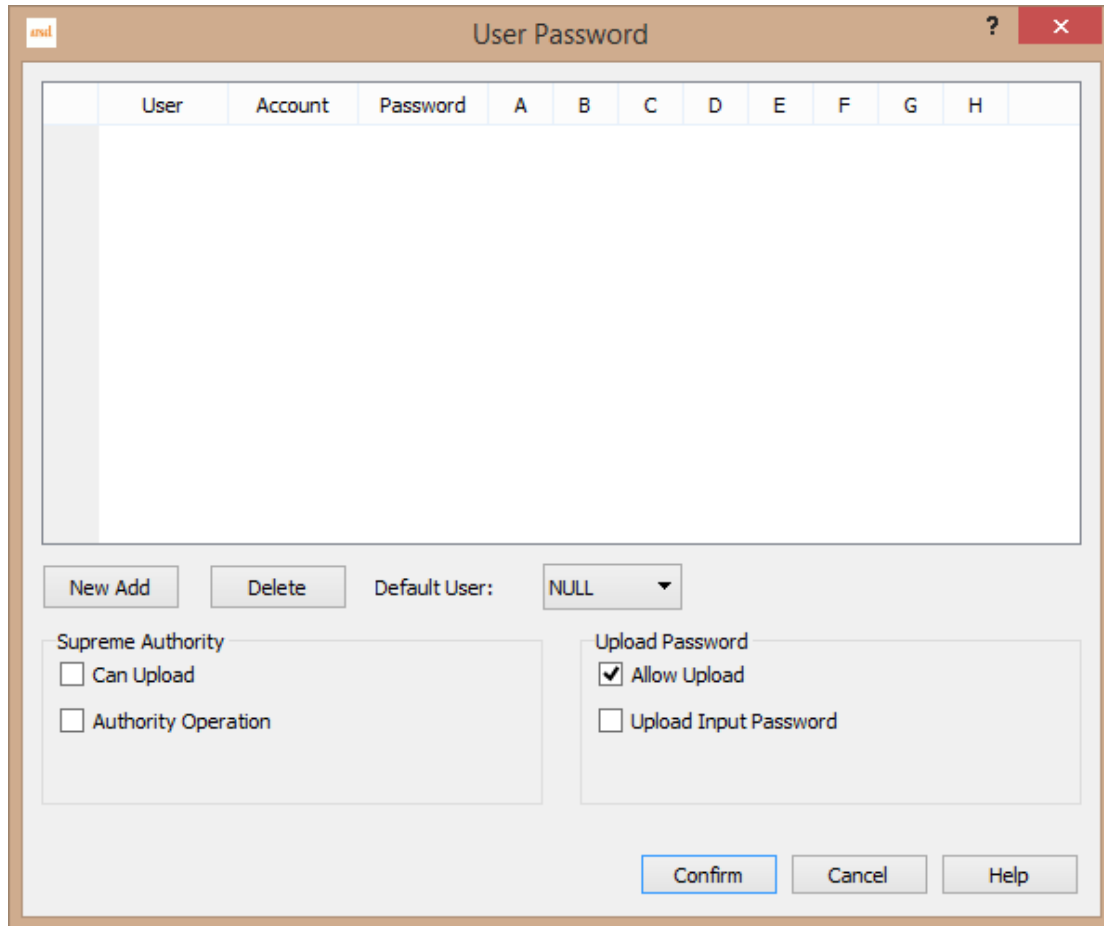 User Password
?
User Account Password A B C D E F G H
New Add Delete Default User: NULL
Supreme Authority
Can Upload
Authority Operation
Upload Password
Allow Upload
Upload Input Password
Confirm Cancel Help